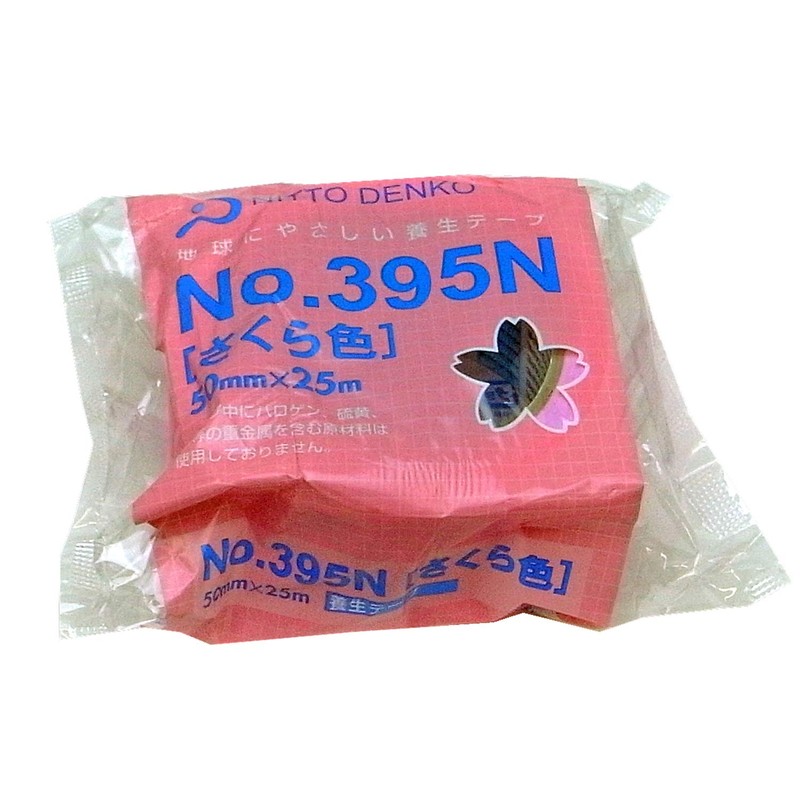 NITTO DENKO
地球にやさしい養生テープ
No.395N
[さくら色]
50mm×25m
中にハロゲン、硫黄、
の重金属を含む原材料は
使用しておりません。
No.395N [さくら色]
50mm×25m 養生テープ